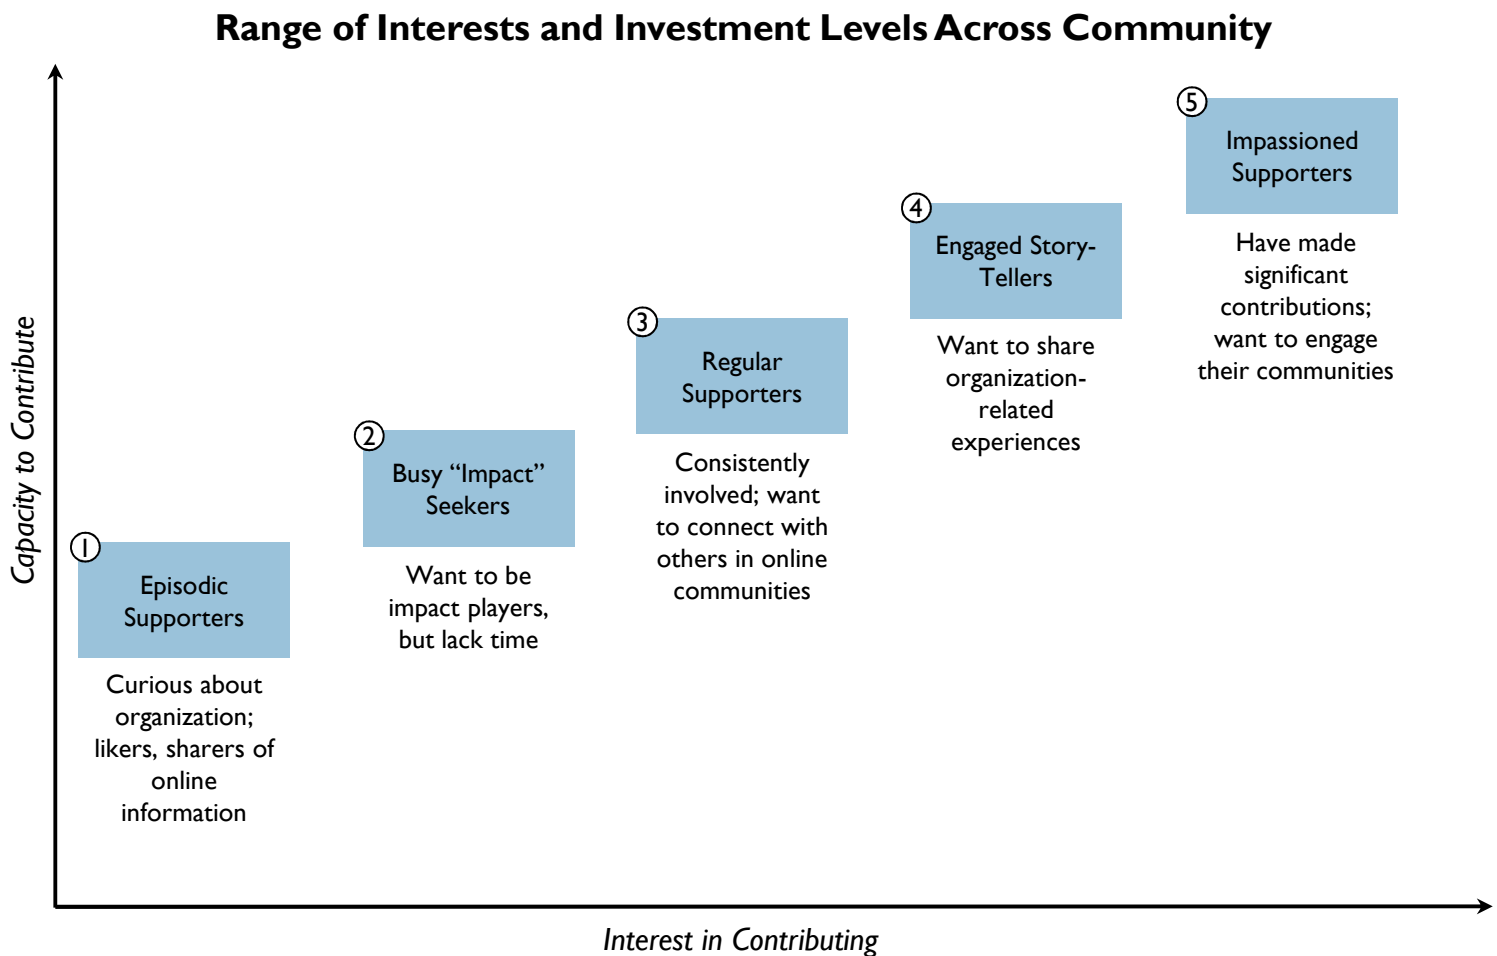 Range of Interests and Investment Levels Across Community
Capacity to Contribute
1
Episodic
Supporters
Curious about
organization;
likers, sharers of
online
information
2
Busy “Impact”
Seekers
Want to be
impact players,
but lack time
3
Regular
Supporters
Consistently
involved; want
to connect with
others in online
communities
4
Engaged Story-
Tellers
Want to share
organization-
related
experiences
5
Impassioned
Supporters
Have made
significant
contributions;
want to engage
their communities
Interest in Contributing